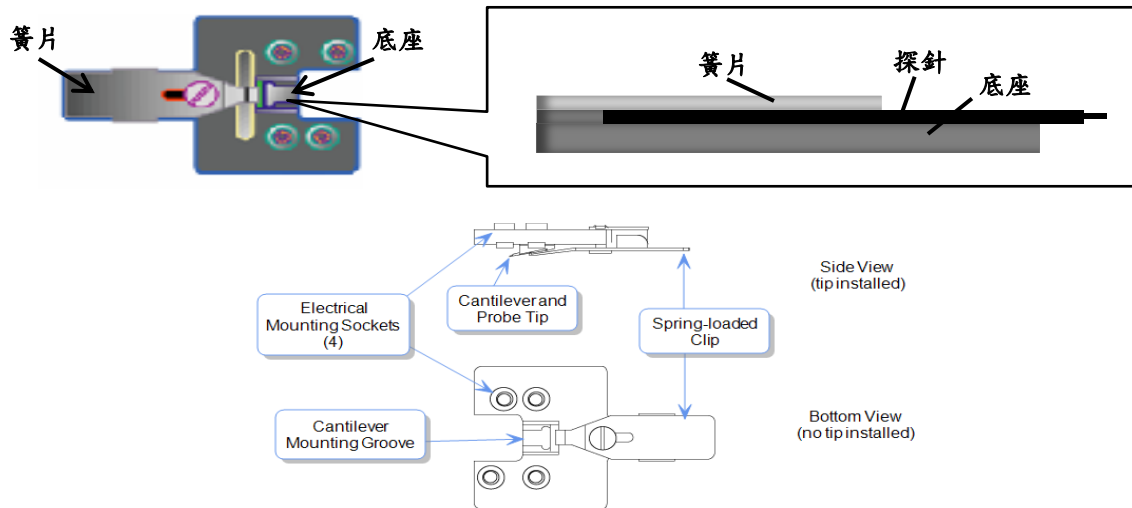 簧片
底座
簧片
探針
底座
Side View
(tip installed)
Electrical
Mounting Sockets
(4)
Cantilever and
Probe Tip
Spring-loaded
Clip
Cantilever
Mounting Groove
Bottom View
(no tip installed)